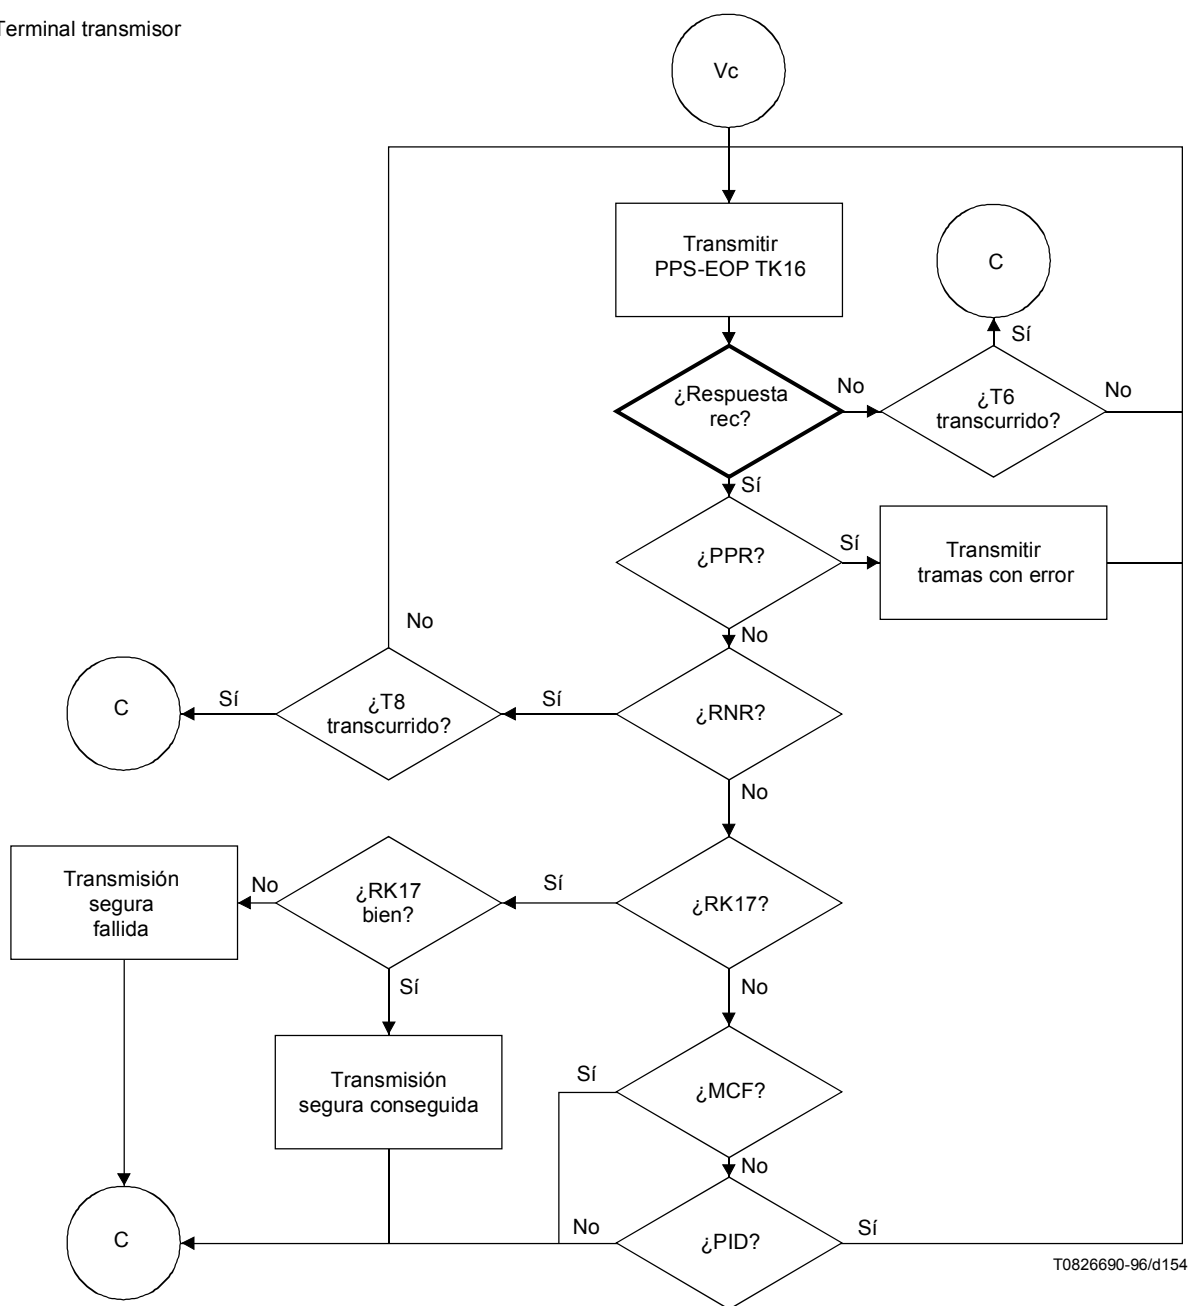 Terminal transmisor
Vc
Transmitir
PPS-EOP TK16
C
Sí
¿Respuesta
rec?
No
¿T6
transcurrido?
No
Sí
¿PPR?
Sí
Transmitir
tramas con error
No
No
C
Sí
¿T8
transcurrido?
Sí
¿RNR?
No
Transmisión
segura
fallida
No
¿RK17
bien?
Sí
¿RK17?
Sí
No
Transmisión
segura conseguida
Sí
¿MCF?
No
C
No
¿PID?
Sí
T0826690-96/d154